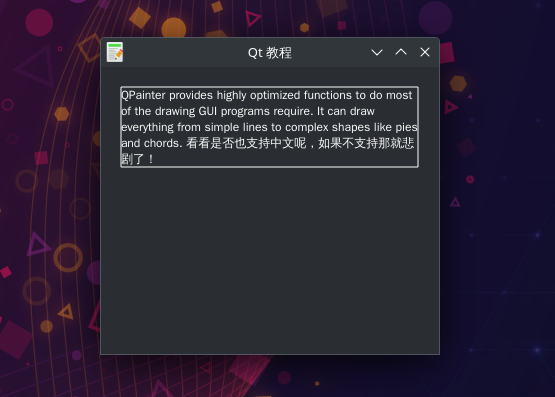 Qt 教程
QPainter provides highly optimized functions to do most
of the drawing GUI programs require. It can draw
everything from simple lines to complex shapes like pies
and chords. 看看是否也支持中文呢，如果不支持那就悲
剧了！